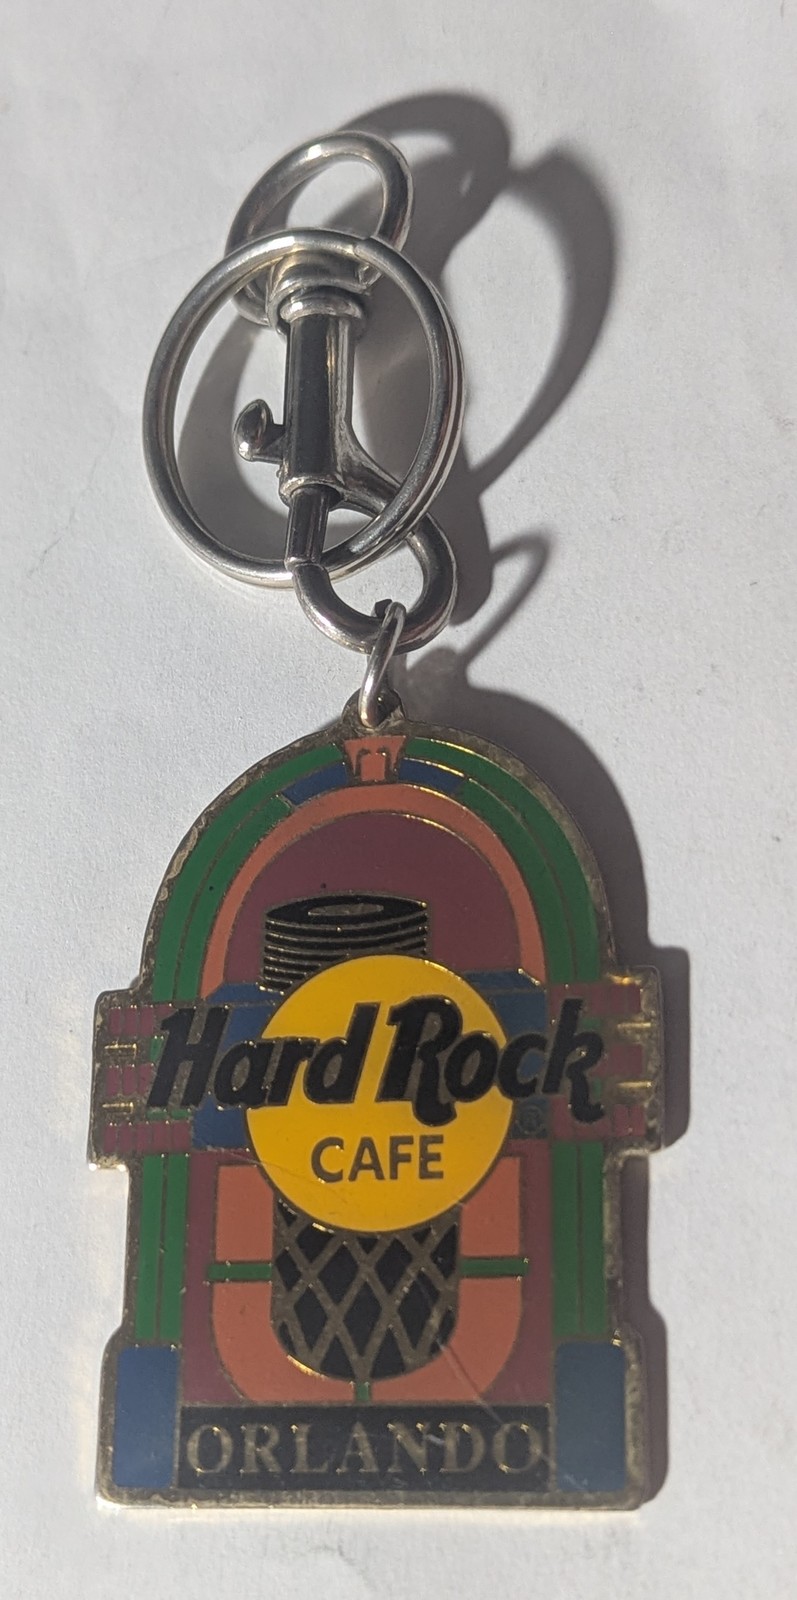 Hard Rock
CAFE
®
ORLANDO